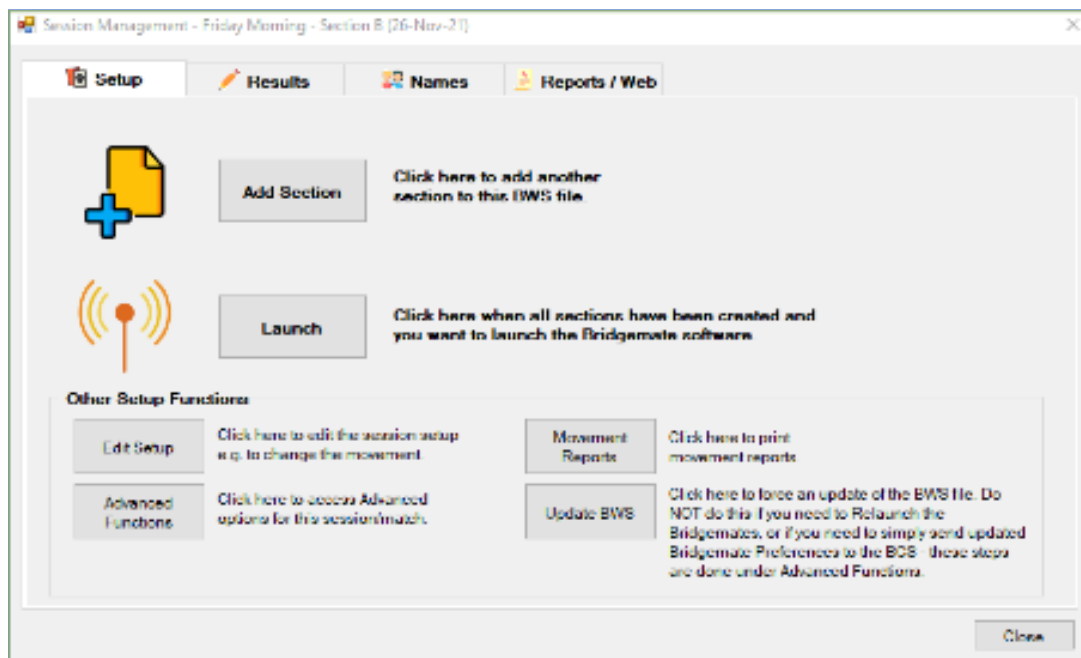 Session Management - Friday Morning - Section B (26-Nov-21)
Setup
Results
Names
Reports / Web
Add Section
Click here to add another
section to this BWS file.
Launch
Click here when all sections have been created and
you want to launch the Bridgemate software
Other Setup Functions
Edit Setup
Click here to edit the session setup
e.g. to change the movement.
Movement
Reports
Click here to print
movement reports
Advanced
Functions
Click here to access Advanced
options for this session/match.
Update BWS
Click here to force an update of the BWS file. Do
NOT do this if you need to Relaunch the
Bridgemates, or if you need to simply send updated
Bridgemate Preferences to the BCS - these steps
are done under Advanced Functions.
Close